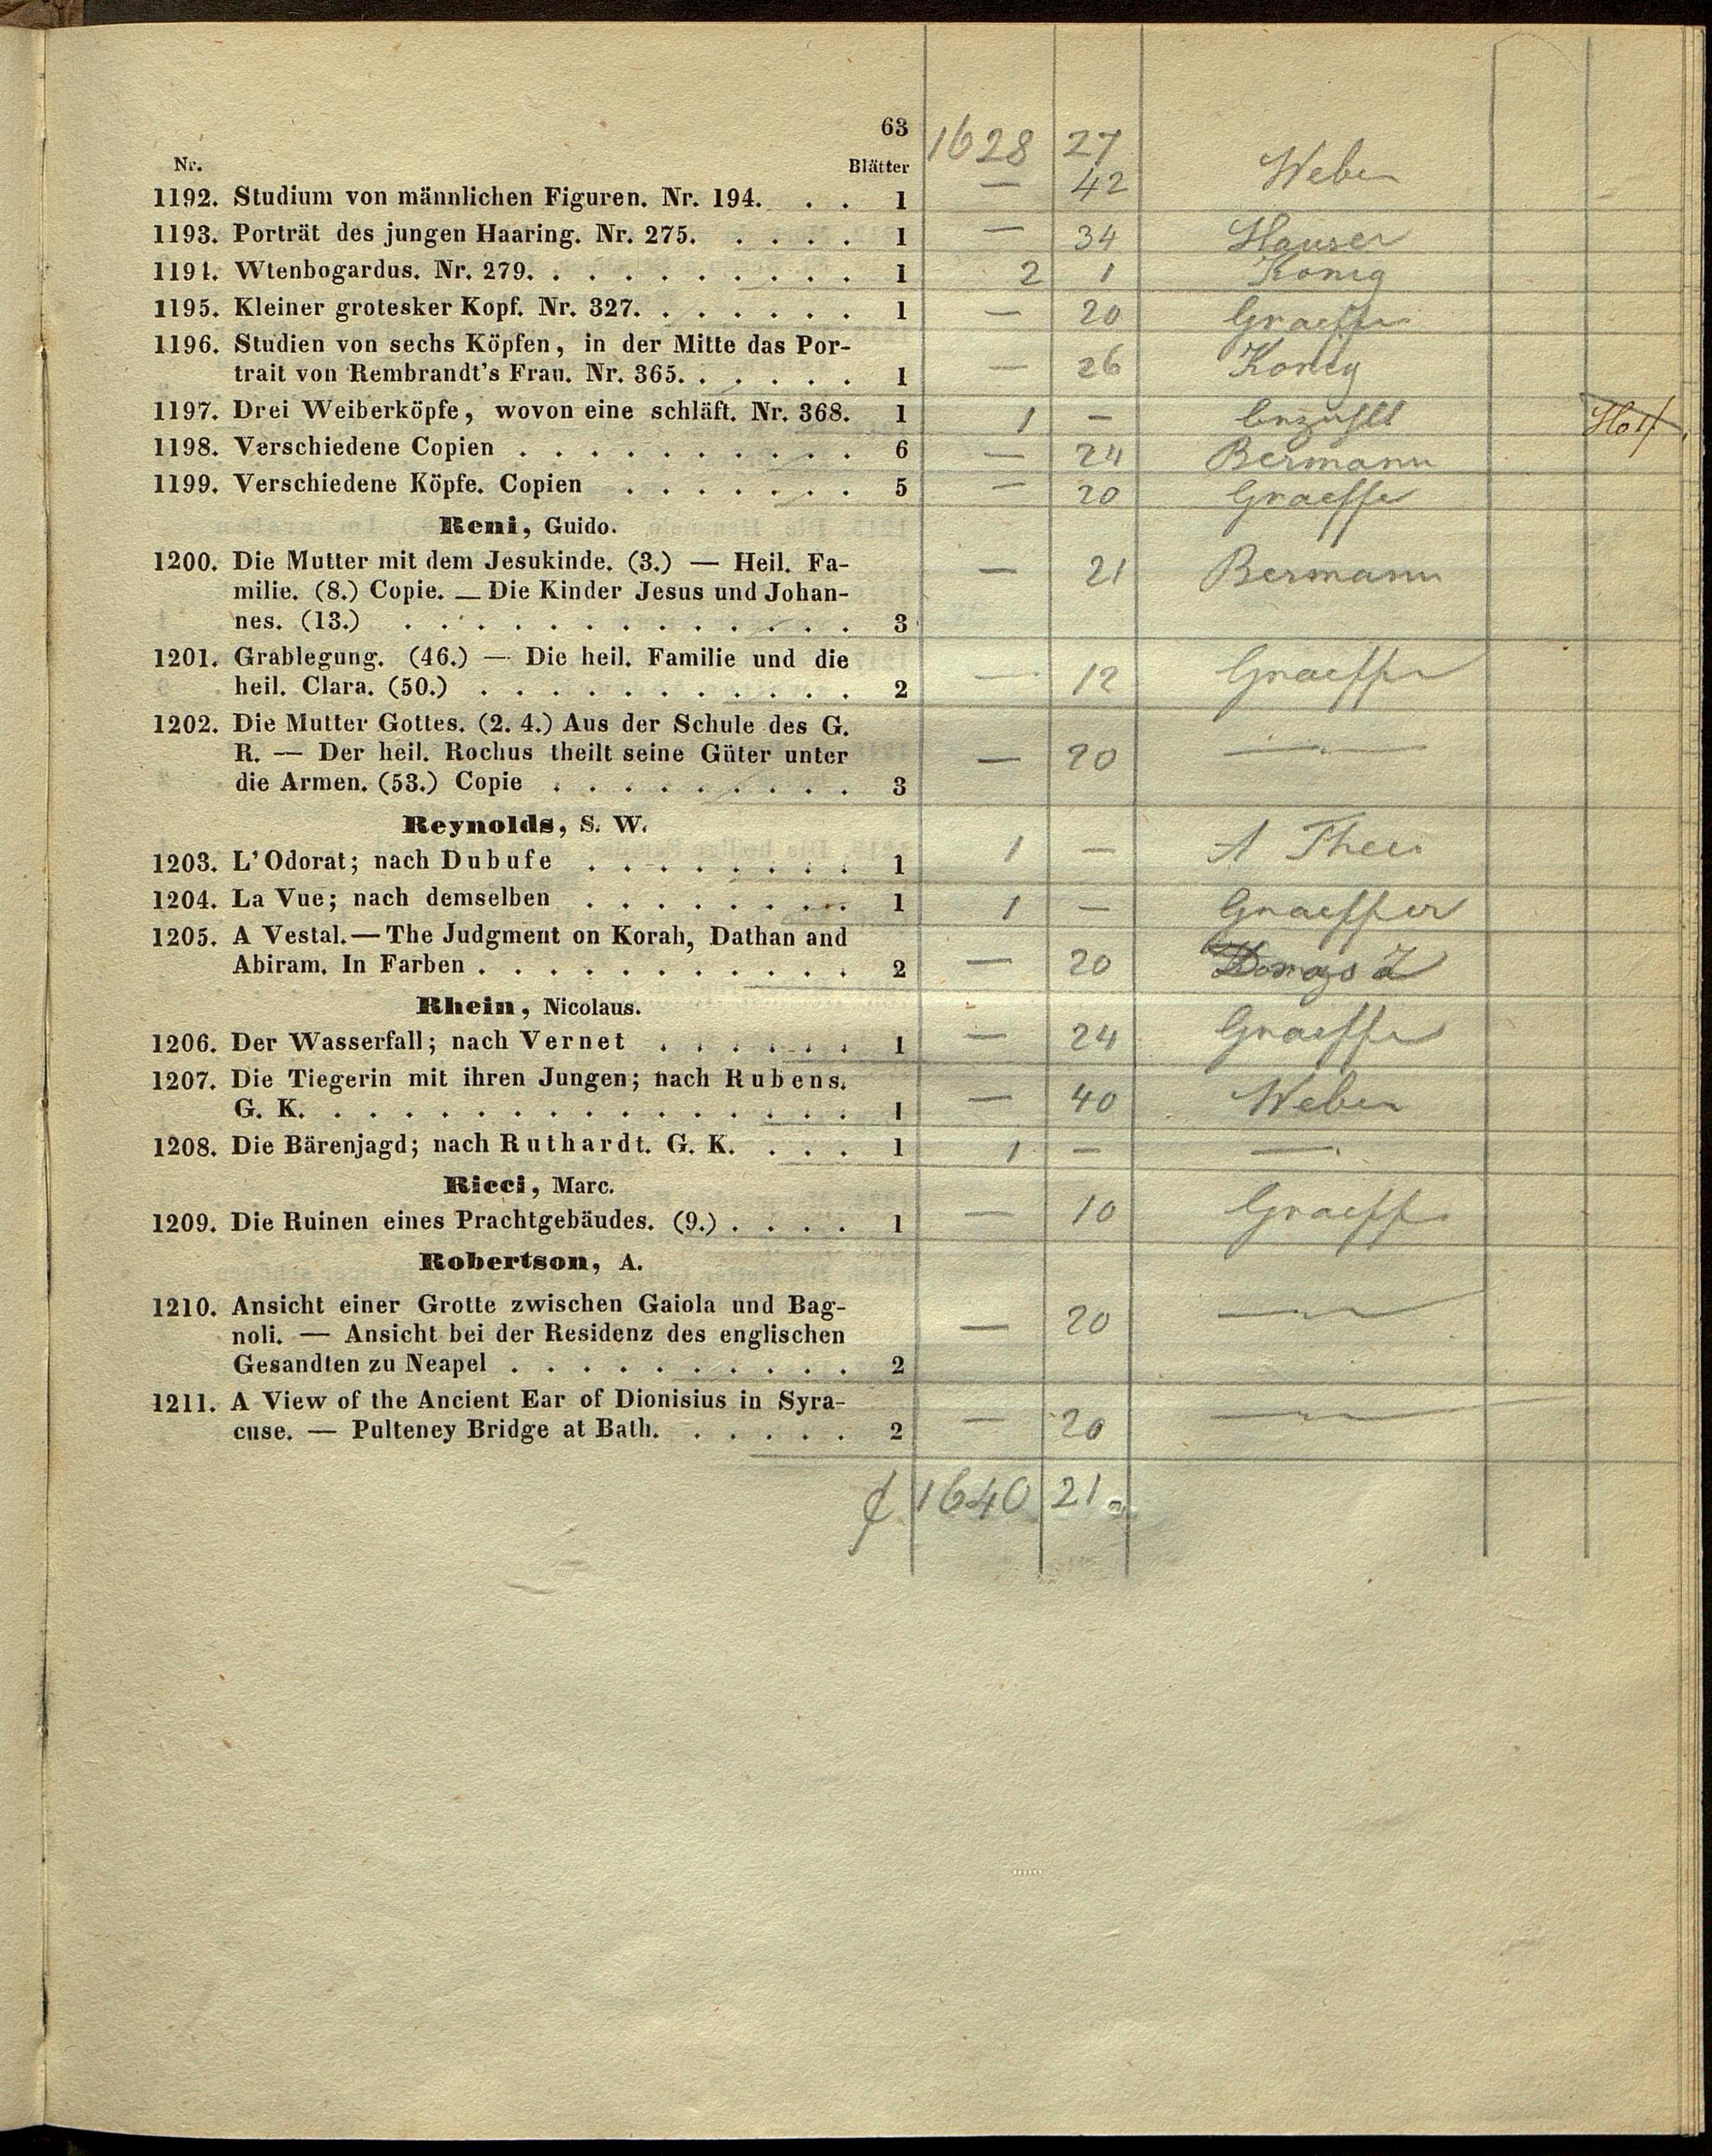 63 1628 27
Nr. Blätter
1192. Studium von männlichen Figuren. Nr. 194. . . 1 — 42 Weber
1193. Porträt des jungen Haaring. Nr. 275. . . . . 1 — 34 Hauser
1194. Wtenbogardus. Nr. 279. . . . . . . . . . 1 2 1 König
1195. Kleiner grotesker Kopf. Nr. 327. . . . . . . 1 — 20 Graeffer
1196. Studien von sechs Köpfen, in der Mitte das Por-
trait von Rembrandt's Frau. Nr. 365. . . . . . 1 — 26 König
1197. Drei Weiberköpfe, wovon eine schläft. Nr. 368. 1 1 —
1198. Verschiedene Copien . . . . . . . . . . 6 — 24 Bermann
1199. Verschiedene Köpfe. Copien . . . . . . . 5 — 20 Graeffer
Reni, Guido.
1200. Die Mutter mit dem Jesukinde. (3.) — Heil. Fa-
milie. (8.) Copie. — Die Kinder Jesus und Johan- — 21 Bermann
nes. (13.) . . . . . . . . . . . . . 3
1201. Grablegung. (46.) — Die heil. Familie und die
heil. Clara. (50.) . . . . . . . . . . . 2 — 12 Graeffer
1202. Die Mutter Gottes. (2. 4.) Aus der Schule des G.
R. — Der heil. Rochus theilt seine Güter unter — 20 —
die Armen. (53.) Copie . . . . . . . . . 3
Reynolds, S. W.
1203. L'Odorat; nach Dubufe . . . . . . . . 1 1 —
1204. La Vue; nach demselben . . . . . . . . 1 1 — Graeffer
1205. A Vestal. — The Judgment on Korah, Dathan and
Abiram. In Farben . . . . . . . . . . . 2 — 20
Rhein, Nicolaus.
1206. Der Wasserfall; nach Vernet . . . . . . 1 — 24 Graeffer
1207. Die Tiegerin mit ihren Jungen; nach Rubens.
G. K. . . . . . . . . . . . . . . . 1 — 40 Weber
1208. Die Bärenjagd; nach Ruthardt. G. K. . . . 1 1 — —
Ricci, Marc.
1209. Die Ruinen eines Prachtgebäudes. (9.) . . . . 1 — 10 Graeffer
Robertson, A.
1210. Ansicht einer Grotte zwischen Gaiola und Bag-
noli. — Ansicht bei der Residenz des englischen — 20 —
Gesandten zu Neapel . . . . . . . . . . 2
1211. A View of the Ancient Ear of Dionisius in Syra-
cuse. — Pulteney Bridge at Bath. . . . . . 2 — 20 —
1640 21